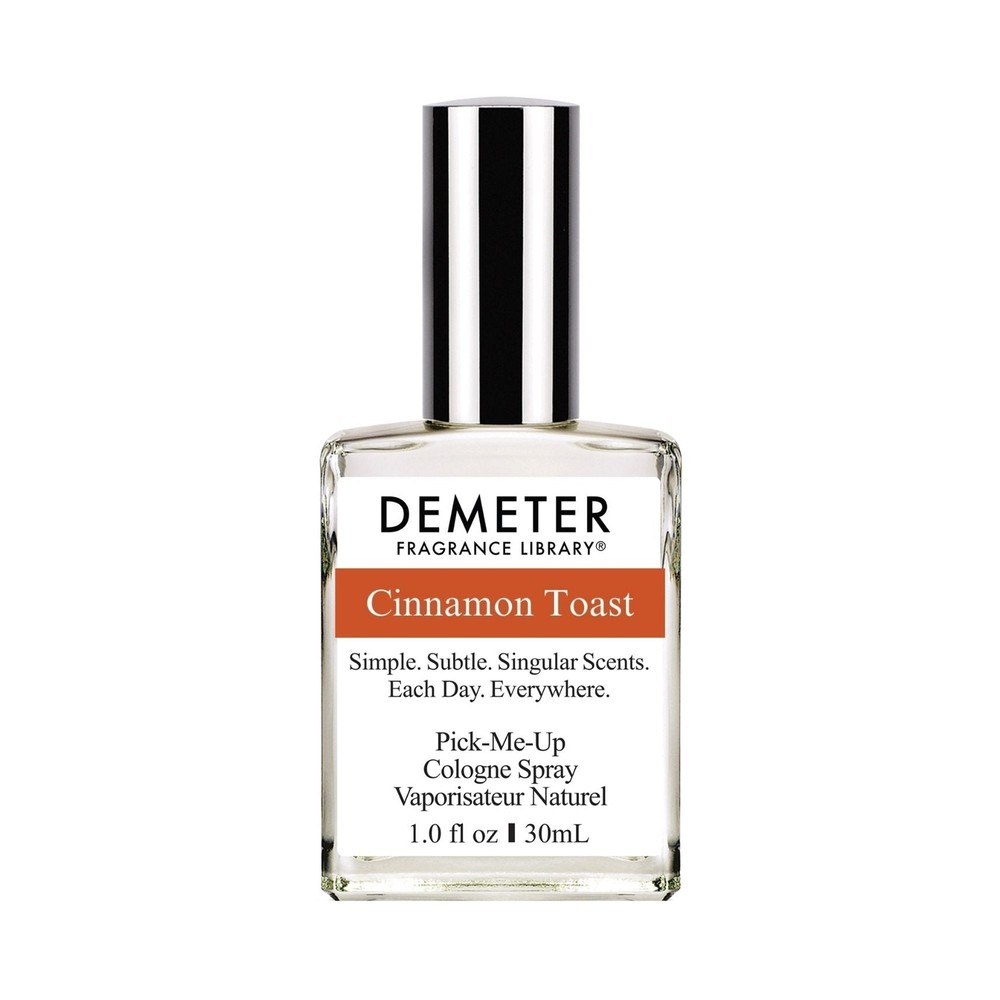 DEMETER
FRAGRANCE LIBRARY®
Cinnamon Toast
Simple. Subtle. Singular Scents.
Each Day. Everywhere.
Pick-Me-Up
Cologne Spray
Vaporisateur Naturel
1.0 fl oz ▌30mL